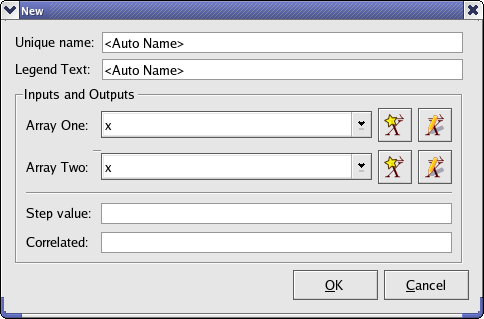 New
Unique name: <Auto Name>
Legend Text: <Auto Name>
Inputs and Outputs
Array One: x
Array Two: x
Step value:
Correlated:
OK Cancel